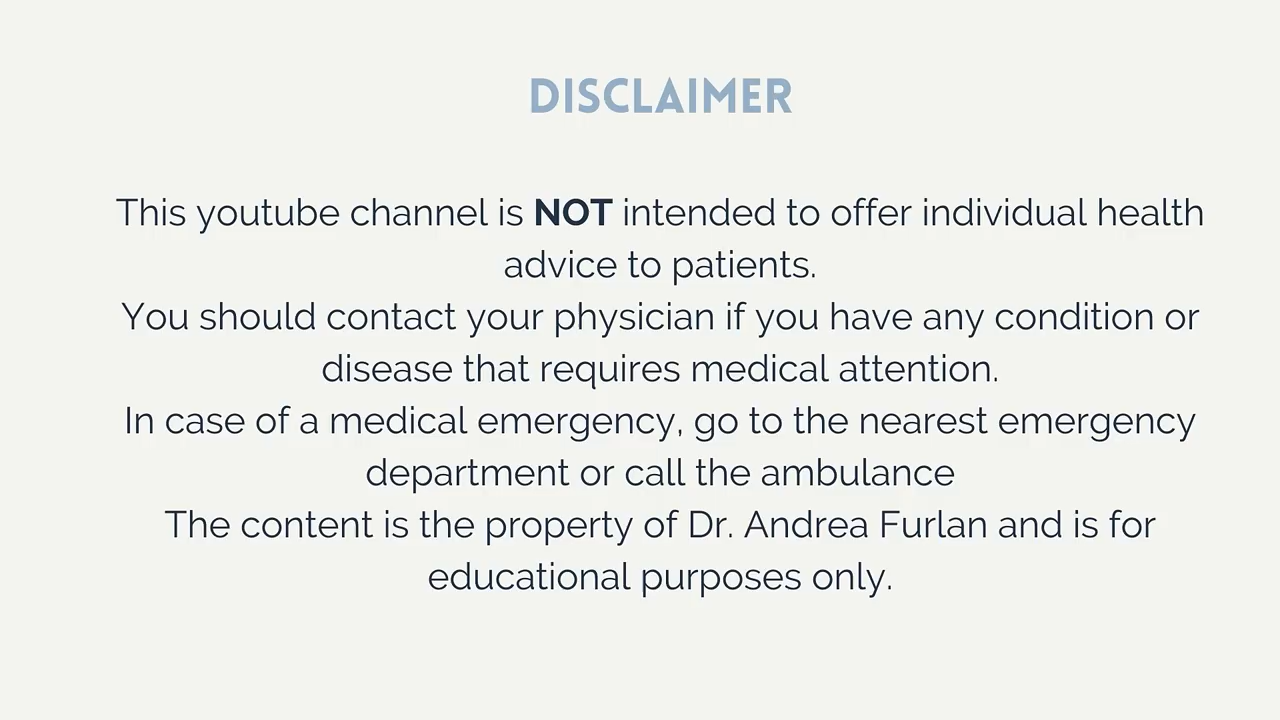 DISCLAIMER
This youtube channel is NOT intended to offer individual health
advice to patients.
You should contact your physician if you have any condition or
disease that requires medical attention.
In case of a medical emergency, go to the nearest emergency
department or call the ambulance
The content is the property of Dr. Andrea Furlan and is for
educational purposes only.